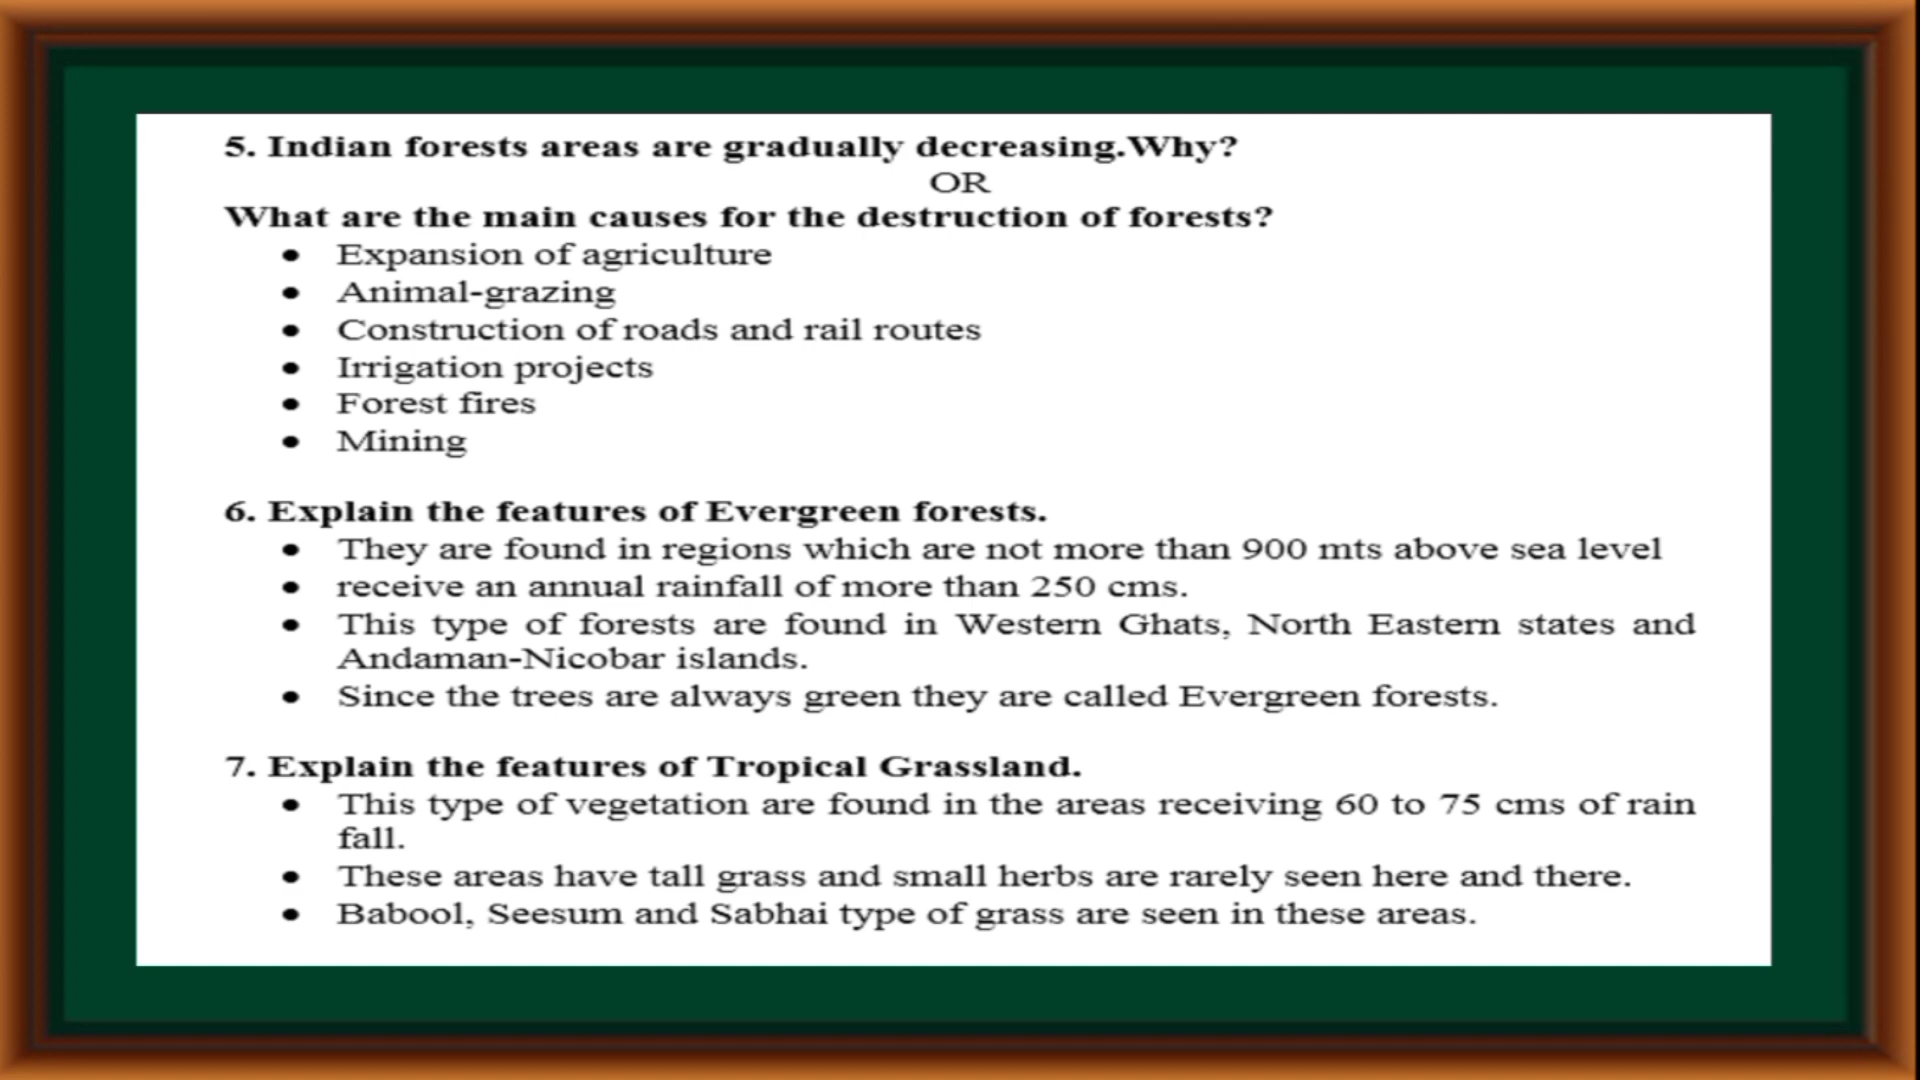 5. Indian forests areas are gradually decreasing.Why?
OR
What are the main causes for the destruction of forests?
• Expansion of agriculture
• Animal-grazing
• Construction of roads and rail routes
• Irrigation projects
• Forest fires
• Mining
6. Explain the features of Evergreen forests.
• They are found in regions which are not more than 900 mts above sea level
• receive an annual rainfall of more than 250 cms.
• This type of forests are found in Western Ghats, North Eastern states and
Andaman-Nicobar islands.
• Since the trees are always green they are called Evergreen forests.
7. Explain the features of Tropical Grassland.
• This type of vegetation are found in the areas receiving 60 to 75 cms of rain
fall.
• These areas have tall grass and small herbs are rarely seen here and there.
• Babool, Seesum and Sabhai type of grass are seen in these areas.